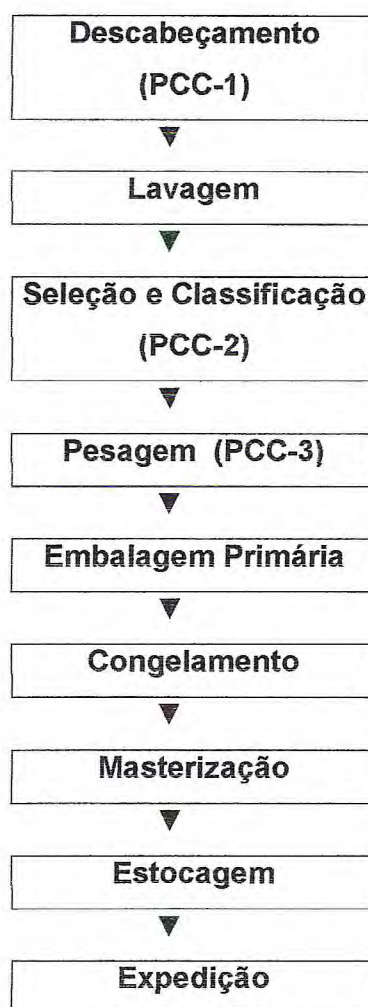 Descabeçamento
(PCC-1)
Lavagem
Seleção e Classificação
(PCC-2)
Pesagem (PCC-3)
Embalagem Primária
Congelamento
Masterização
Estocagem
Expedição